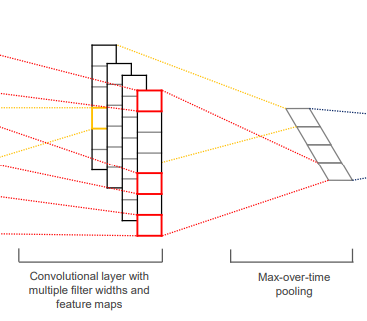 Convolutional layer with
multiple filter widths and
feature maps
Max-over-time
pooling